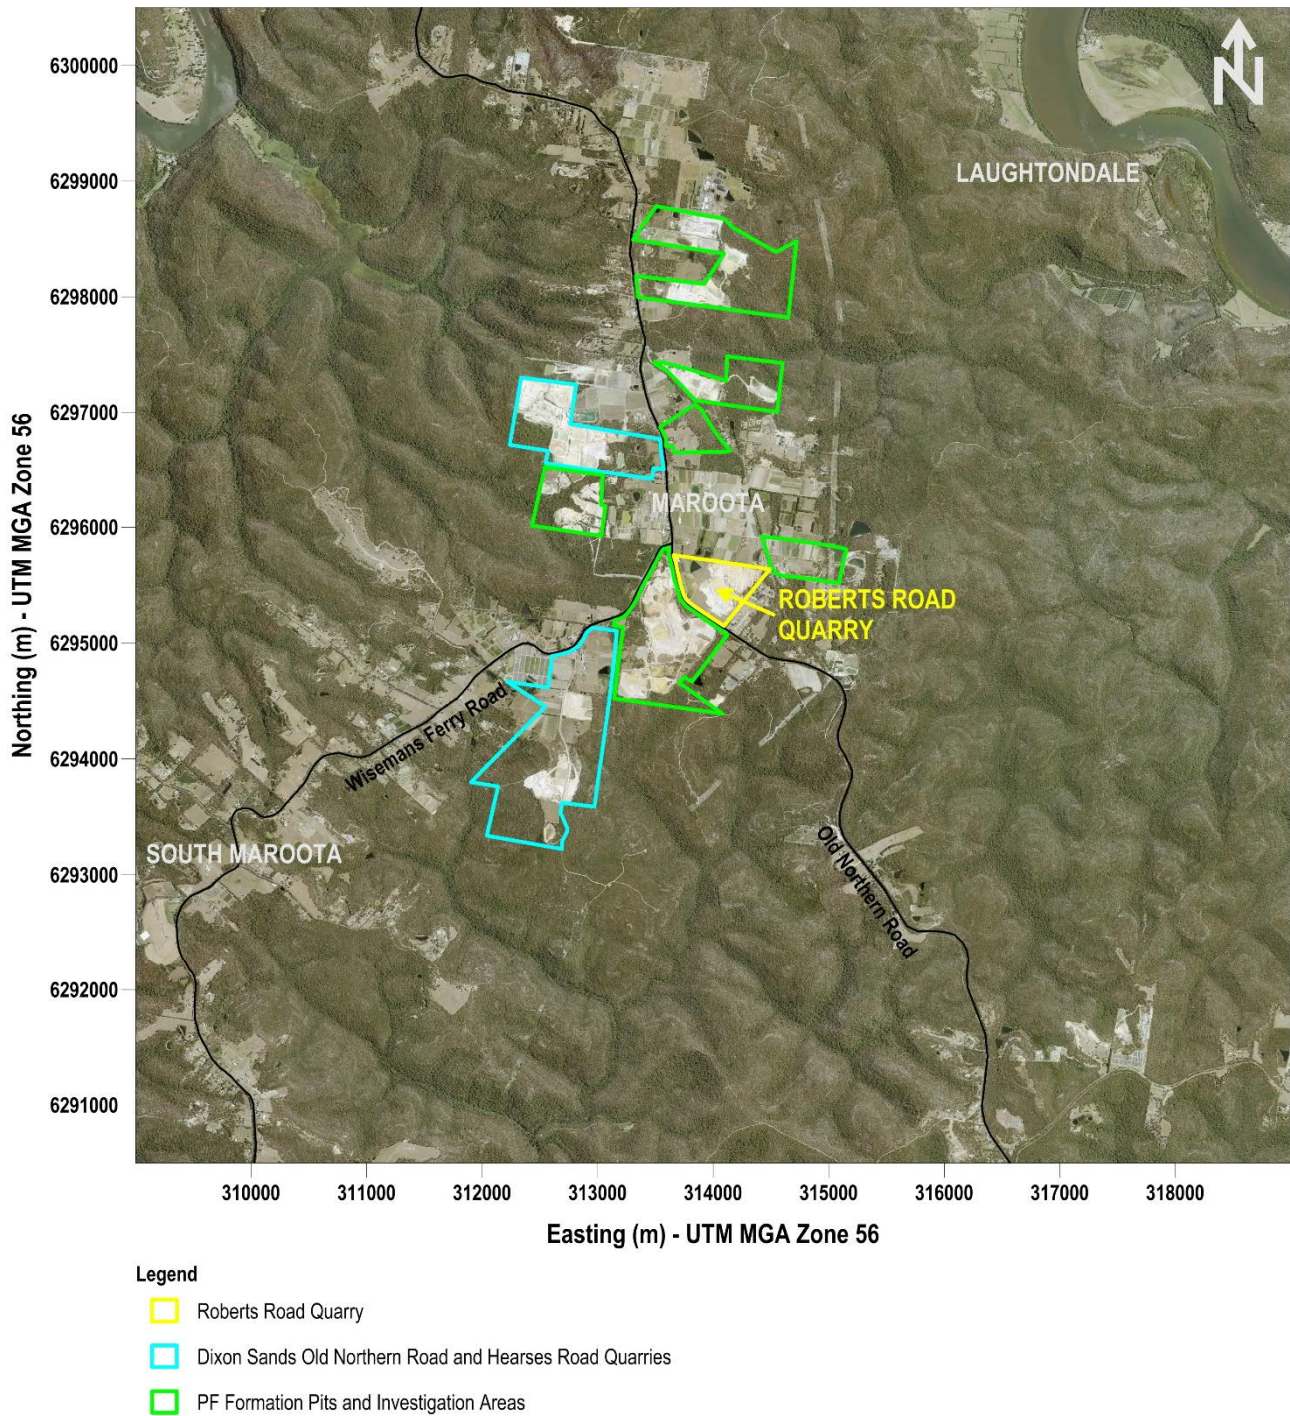 6300000
N
6299000
LAUGHTONDALE
6298000
6297000
6296000
MAROOTA
ROBERTS ROAD
QUARRY
6295000
Wisemans Ferry Road
6294000
Old Northern Road
SOUTH MAROOTA
6293000
6292000
6291000
Northing (m) - UTM MGA Zone 56
310000 311000 312000 313000 314000 315000 316000 317000 318000
Easting (m) - UTM MGA Zone 56
Legend
Roberts Road Quarry
Dixon Sands Old Northern Road and Hearses Road Quarries
PF Formation Pits and Investigation Areas